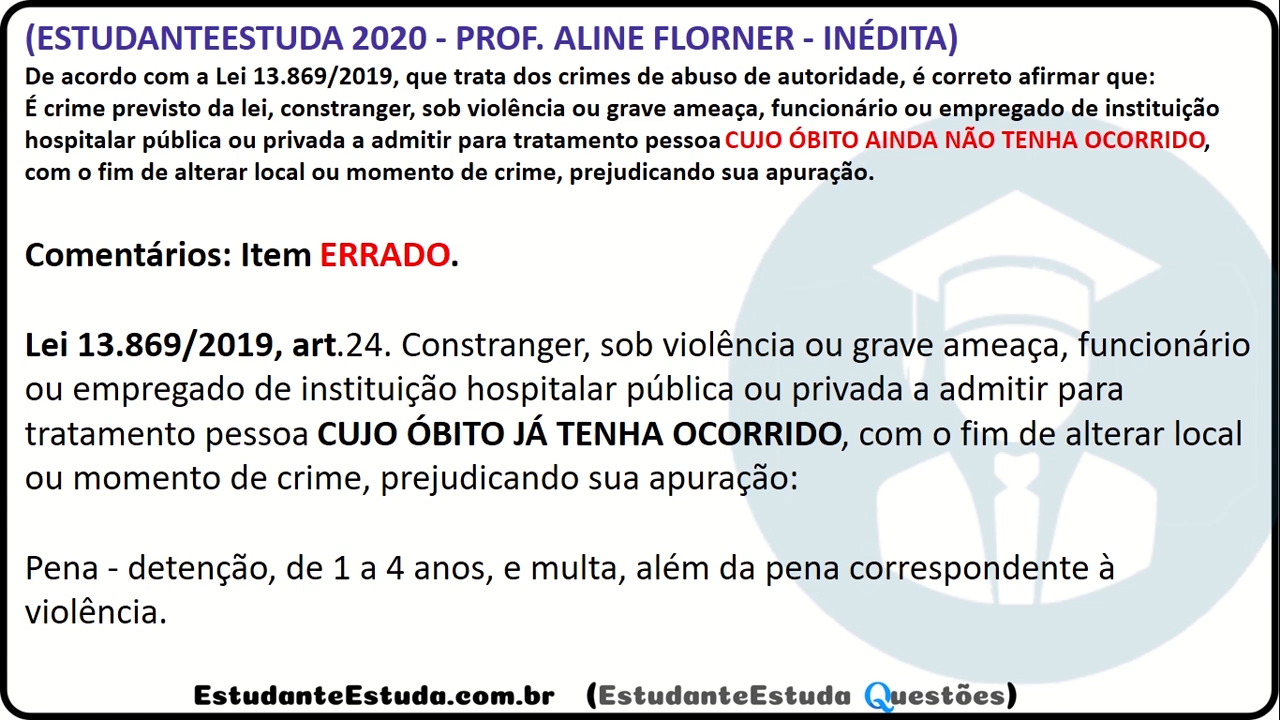 (ESTUDANTEESTUDA 2020 - PROF. ALINE FLORNER - INÉDITA)
De acordo com a Lei 13.869/2019, que trata dos crimes de abuso de autoridade, é correto afirmar que:
É crime previsto da lei, constranger, sob violência ou grave ameaça, funcionário ou empregado de instituição
hospitalar pública ou privada a admitir para tratamento pessoa CUJO ÓBITO AINDA NÃO TENHA OCORRIDO,
com o fim de alterar local ou momento de crime, prejudicando sua apuração.
Comentários: Item ERRADO.
Lei 13.869/2019, art.24. Constranger, sob violência ou grave ameaça, funcionário
ou empregado de instituição hospitalar pública ou privada a admitir para
tratamento pessoa CUJO ÓBITO JÁ TENHA OCORRIDO, com o fim de alterar local
ou momento de crime, prejudicando sua apuração:
Pena - detenção, de 1 a 4 anos, e multa, além da pena correspondente à
violência.
EstudanteEstuda.com.br (EstudanteEstuda Questões)